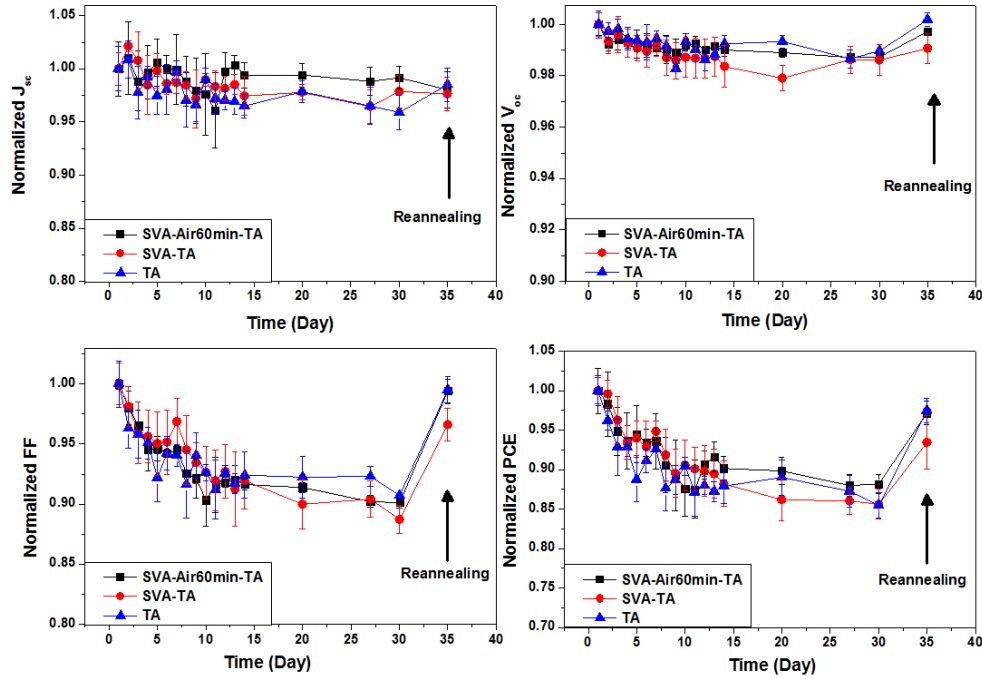 Normalized Jsc
1.05
1.00
0.95
0.90
0.85
0.80
Reannealing
SVA-Air60min-TA
SVA-TA
TA
0 5 10 15 20 25 30 35 40
Time (Day)
Normalized Voc
1.00
0.98
0.96
0.94
0.92
0.90
Reannealing
SVA-Air60min-TA
SVA-TA
TA
0 5 10 15 20 25 30 35 40
Time (Day)
Normalized FF
1.00
0.95
0.90
0.85
0.80
Reannealing
SVA-Air60min-TA
SVA-TA
TA
0 5 10 15 20 25 30 35 40
Time (Day)
Normalized PCE
1.05
1.00
0.95
0.90
0.85
0.80
0.75
0.70
Reannealing
SVA-Air60min-TA
SVA-TA
TA
0 5 10 15 20 25 30 35 40
Time (Day)